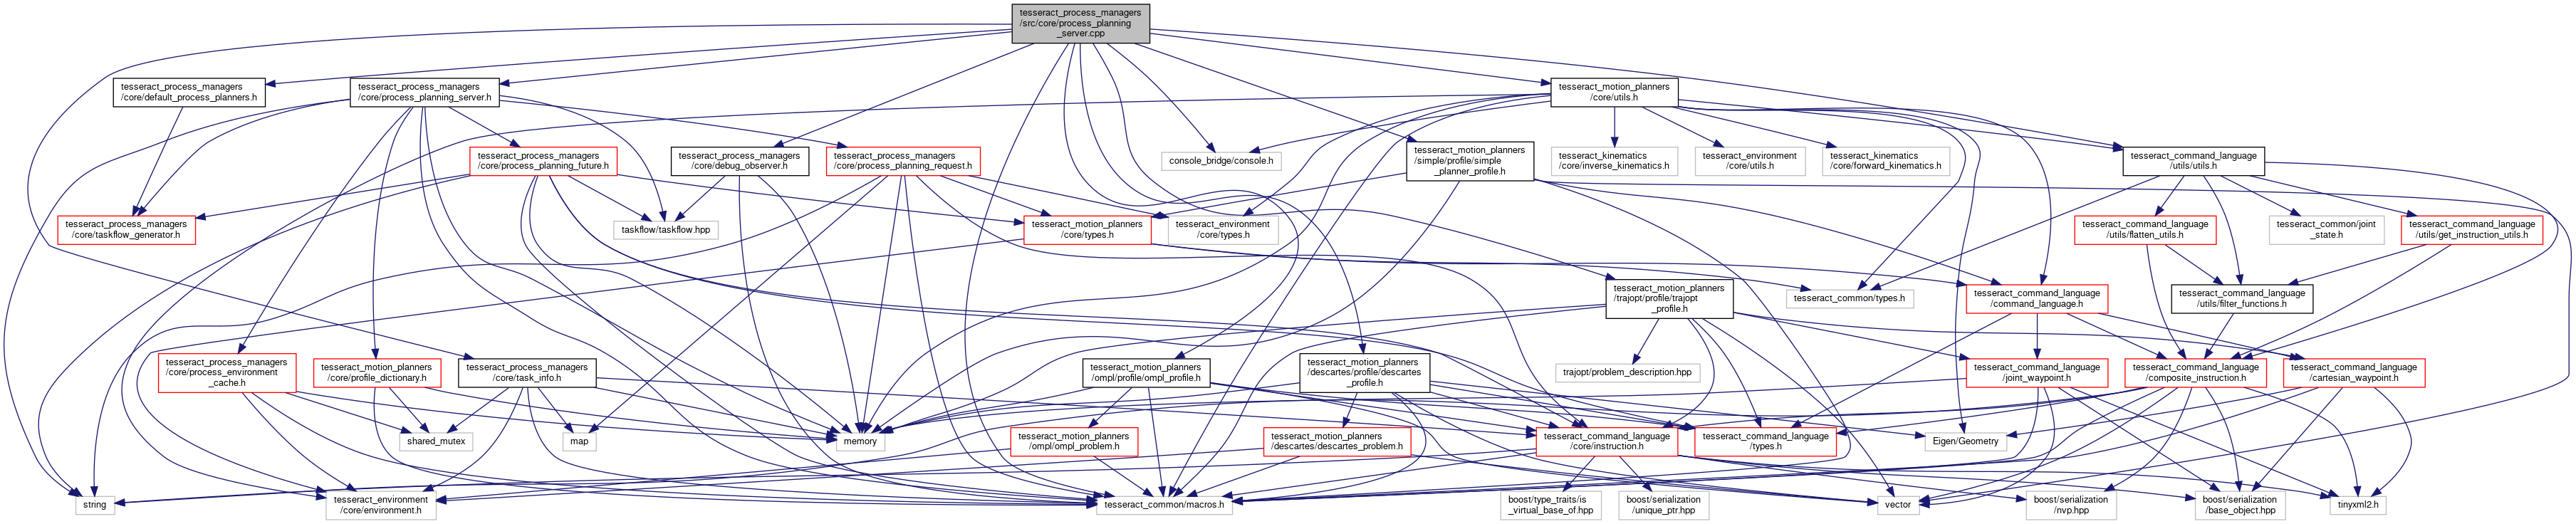 tesseract_process_managers
/src/core/process_planning
_server.cpp
tesseract_process_managers
/core/default_process_planners.h
tesseract_process_managers
/core/process_planning_server.h
tesseract_motion_planners
/core/utils.h
tesseract_process_managers
/core/process_planning_future.h
tesseract_process_managers
/core/debug_observer.h
tesseract_process_managers
/core/process_planning_request.h
console_bridge/console.h
tesseract_motion_planners
/simple/profile/simple
_planner_profile.h
tesseract_kinematics
/core/inverse_kinematics.h
tesseract_environment
/core/utils.h
tesseract_kinematics
/core/forward_kinematics.h
tesseract_command_language
/utils/utils.h
tesseract_process_managers
/core/taskflow_generator.h
taskflow/taskflow.hpp
tesseract_motion_planners
/core/types.h
tesseract_environment
/core/types.h
tesseract_command_language
/utils/flatten_utils.h
tesseract_common/joint
_state.h
tesseract_command_language
/utils/get_instruction_utils.h
tesseract_motion_planners
/trajopt/profile/trajopt
_profile.h
tesseract_common/types.h
tesseract_command_language
/command_language.h
tesseract_command_language
/utils/filter_functions.h
tesseract_process_managers
/core/process_environment
_cache.h
tesseract_motion_planners
/core/profile_dictionary.h
tesseract_process_managers
/core/task_info.h
tesseract_motion_planners
/ompl/profile/ompl_profile.h
tesseract_motion_planners
/descartes/profile/descartes
_profile.h
trajopt/problem_description.hpp
tesseract_command_language
/joint_waypoint.h
tesseract_command_language
/composite_instruction.h
tesseract_command_language
/cartesian_waypoint.h
shared_mutex
map
memory
tesseract_motion_planners
/ompl/ompl_problem.h
tesseract_motion_planners
/descartes/descartes_problem.h
tesseract_command_language
/core/instruction.h
tesseract_command_language
/types.h
Eigen/Geometry
string
tesseract_environment
/core/environment.h
tesseract_common/macros.h
boost/type_traits/is
_virtual_base_of.hpp
boost/serialization
/unique_ptr.hpp
vector
boost/serialization
/nvp.hpp
boost/serialization
/base_object.hpp
tinyxml2.h